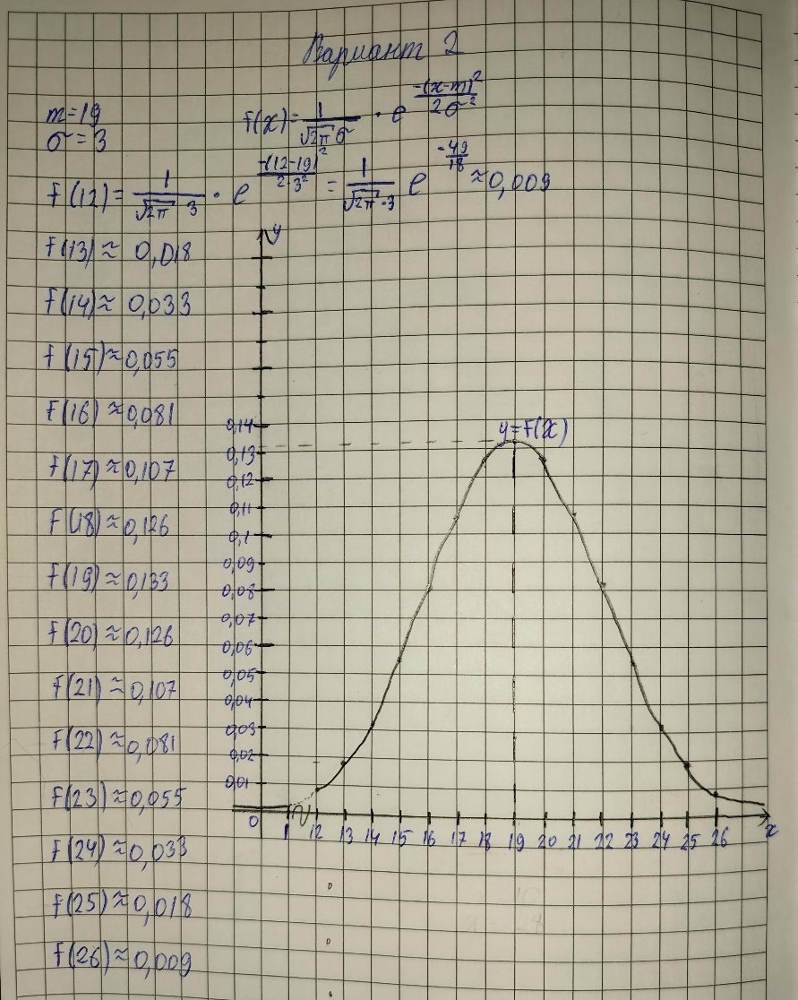 Вариант 2
m=19
σ=3
f(x)=1/(√2π σ) · e^(-(x-m)²/2σ²)
f(12)=1/(√2π 3) · e^(-(12-19)²/2·3²) = 1/(√2π·3) e^(-49/18) ≈0,009
f(13)≈ 0,018
f(14)≈ 0,033
f(15)≈0,055
f(16)≈0,081
f(17)≈0,107
f(18)≈0,126
f(19)≈0,133
f(20)≈0,126
f(21)≈0,107
f(22)≈0,081
f(23)≈0,055
f(24)≈0,033
f(25)≈0,018
f(26)≈0,009
y
y=f(x)
0,14
0,13
0,12
0,11
0,1
0,09
0,08
0,07
0,06
0,05
0,04
0,03
0,02
0,01
0 1 12 13 14 15 16 17 18 19 20 21 22 23 24 25 26 x